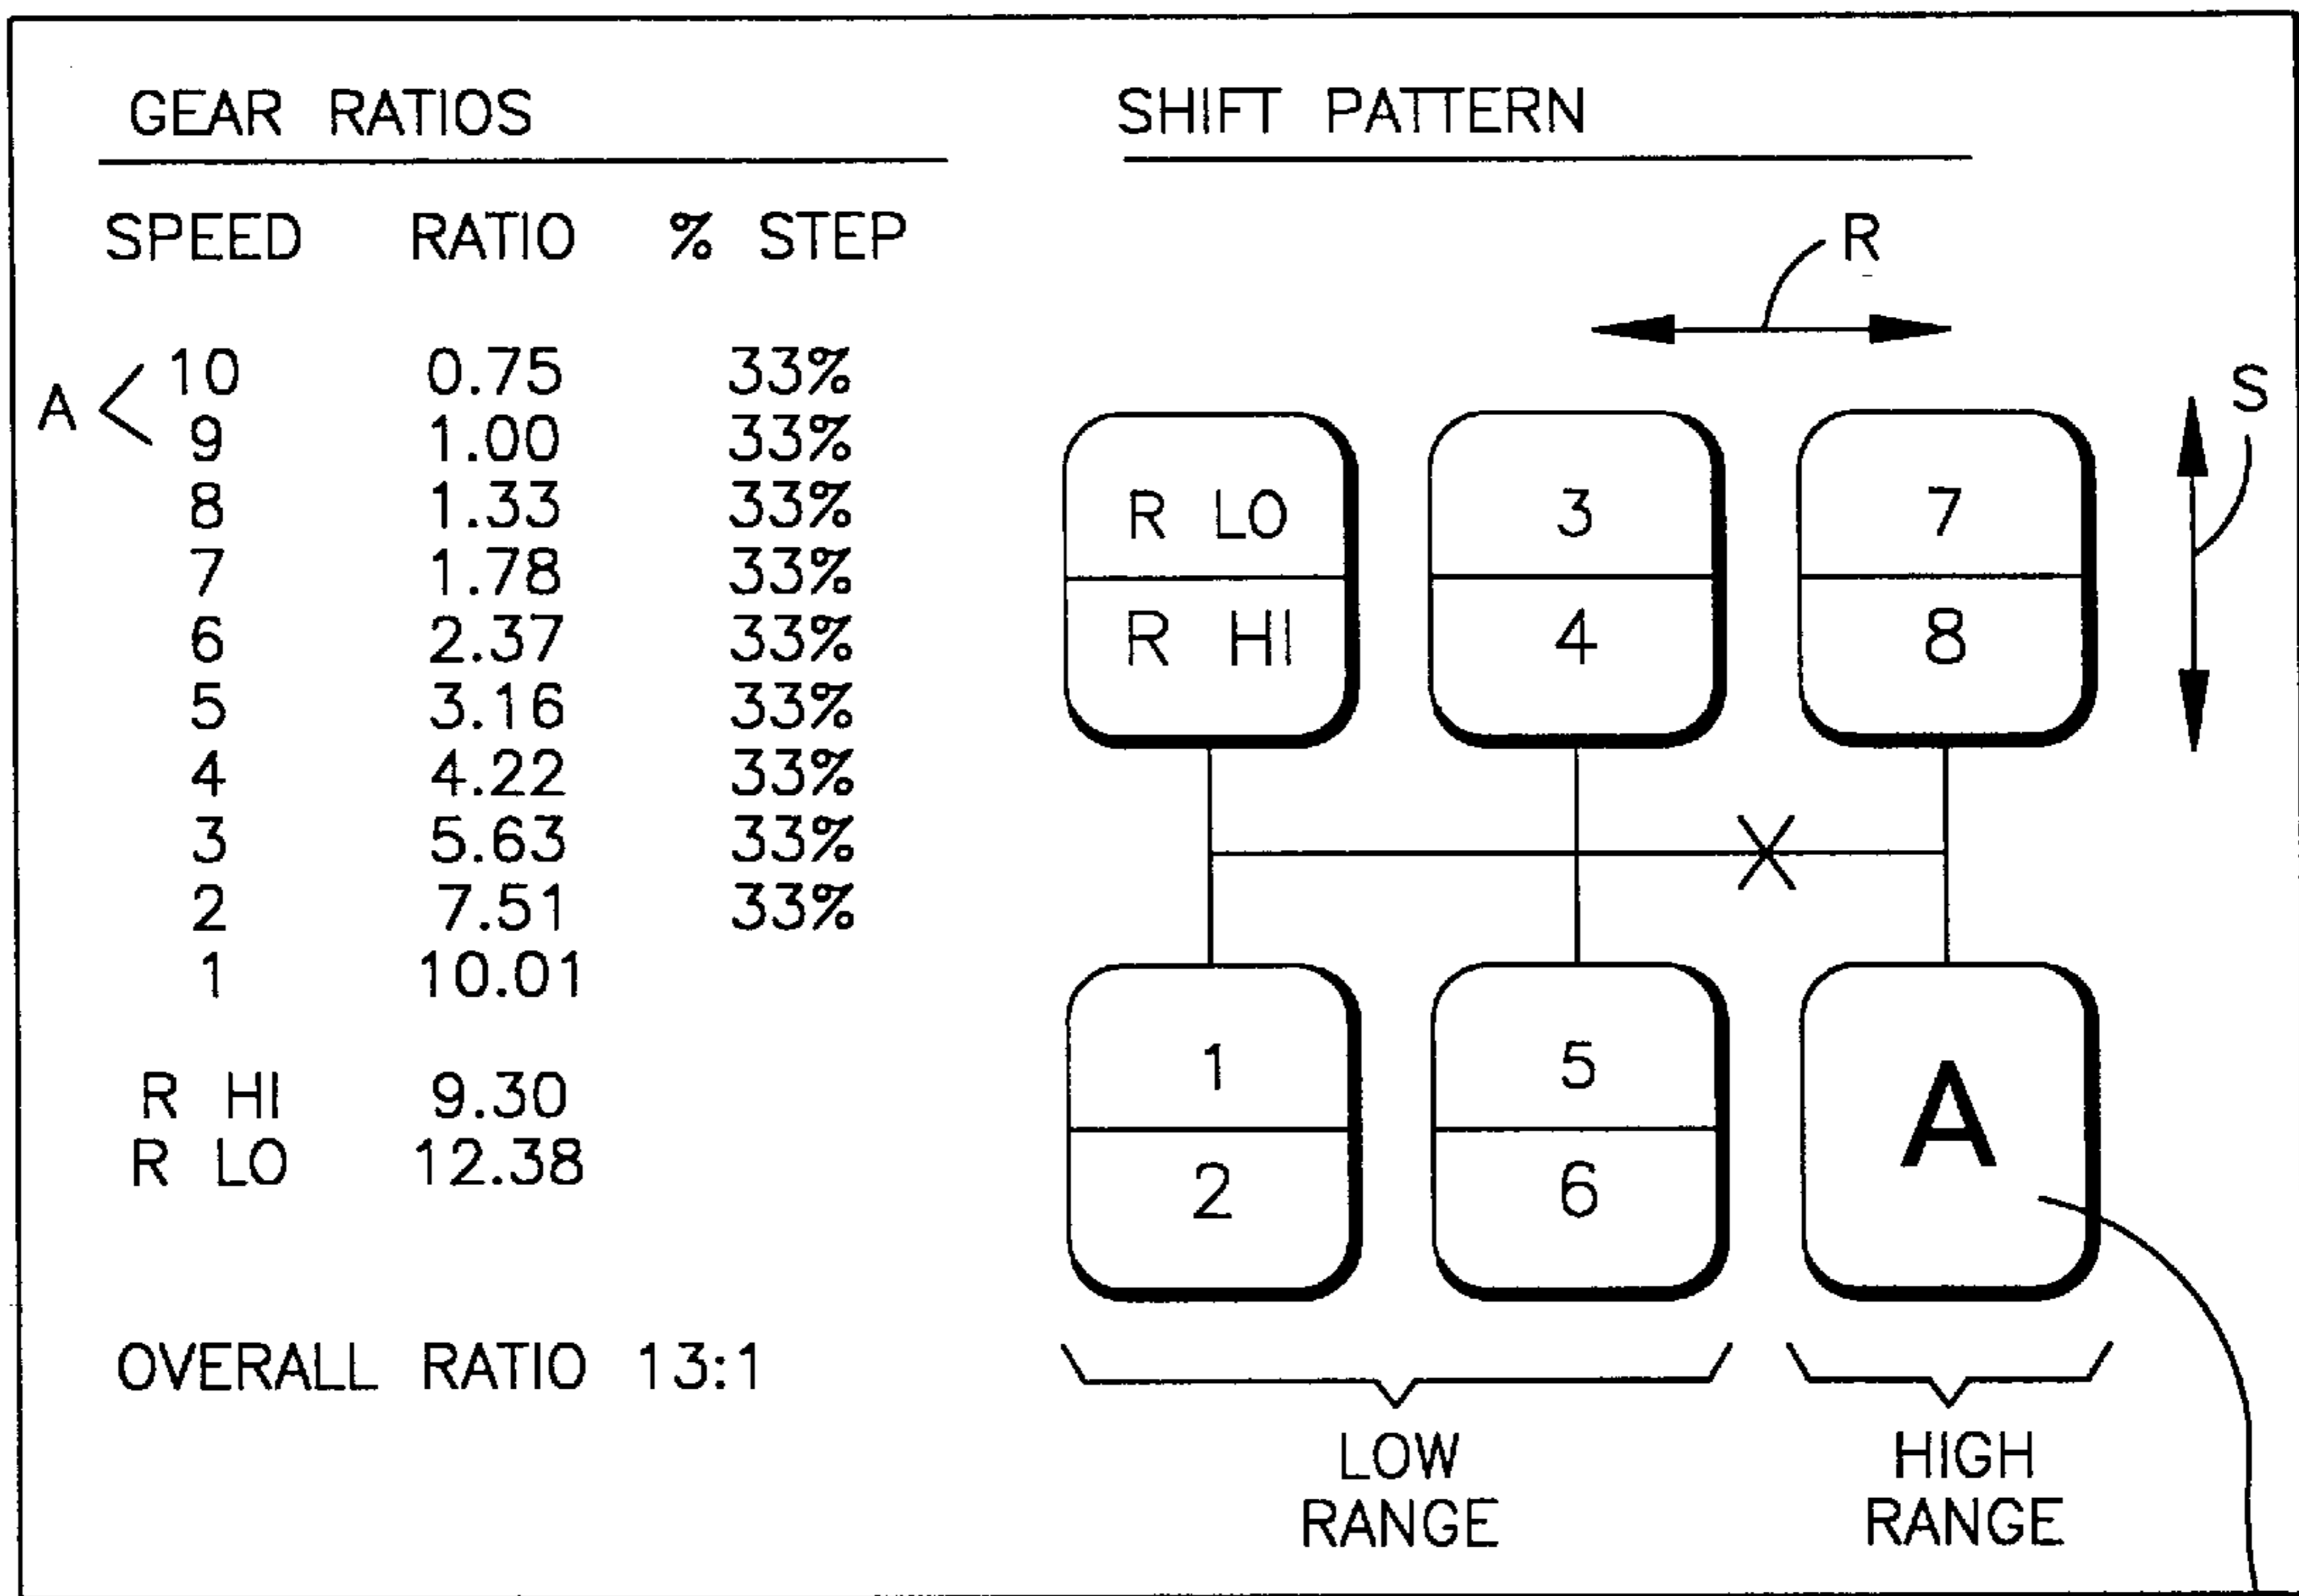 GEAR RATIOS
SPEED RATIO % STEP
A
10 0.75 33%
9 1.00 33%
8 1.33 33%
7 1.78 33%
6 2.37 33%
5 3.16 33%
4 4.22 33%
3 5.63 33%
2 7.51 33%
1 10.01
R HI 9.30
R LO 12.38
OVERALL RATIO 13:1
SHIFT PATTERN
R
S
R LO
R HI
3
4
7
8
X
1
2
5
6
A
LOW
RANGE
HIGH
RANGE